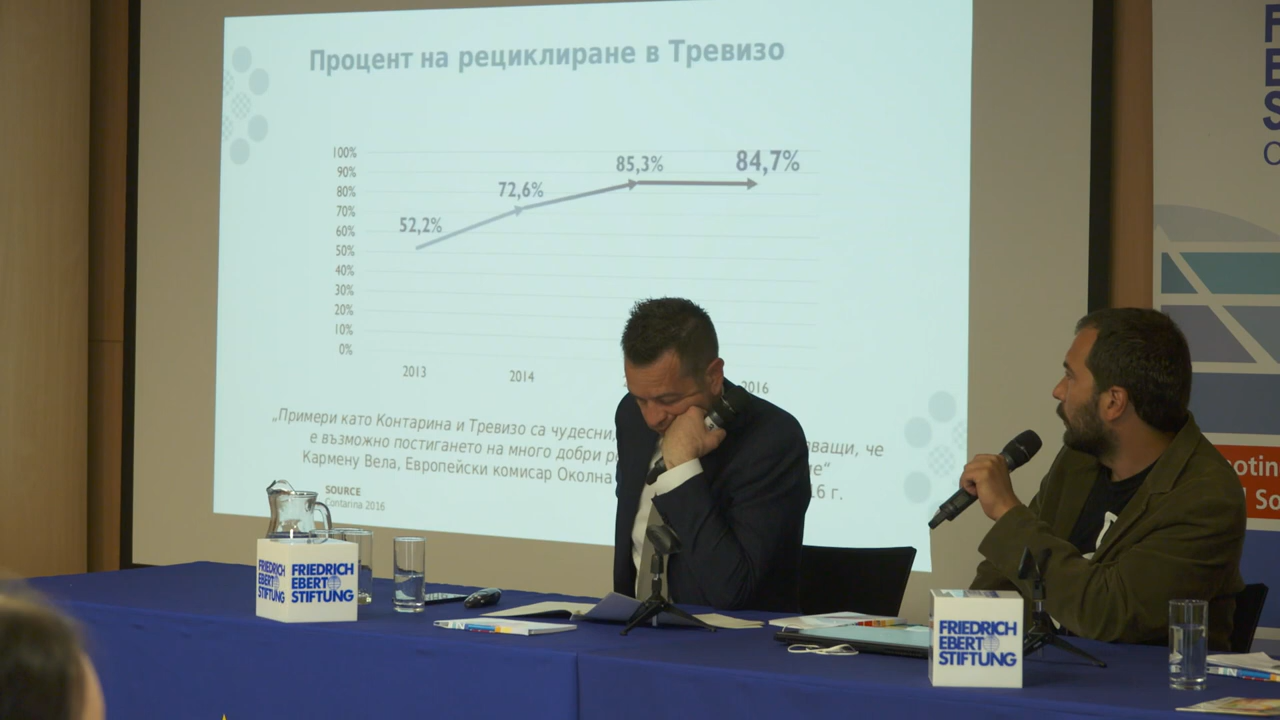 Процент на рециклиране в Тревизо
100%
90%
80%
70%
60%
50%
40%
30%
20%
10%
0%
52,2%
72,6%
85,3%
84,7%
2013
2014
2016
„Примери като Контарина и Тревизо са чудесни, че
е възможно постигането на много добри
Кармену Вела, Европейски комисар Околна 16 г.
SOURCE
Contarina 2016
FRIEDRICH
EBERT
STIFTUNG
FRIEDRICH
EBERT
STIFTUNG
FRIEDRICH
EBERT
STIFTUNG